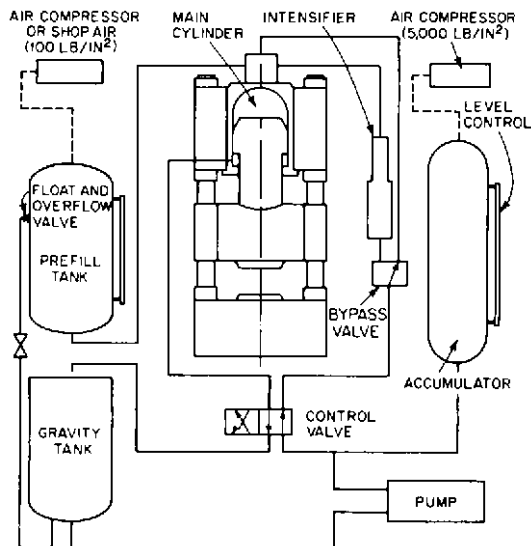 AIR COMPRESSOR
OR SHOP AIR
(100 LB/IN²)
MAIN
CYLINDER
INTENSIFIER
AIR COMPRESSOR
(5,000 LB/IN²)
LEVEL
CONTROL
FLOAT AND
OVERFLOW
VALVE
PREFILL
TANK
BYPASS
VALVE
ACCUMULATOR
GRAVITY
TANK
CONTROL
VALVE
PUMP